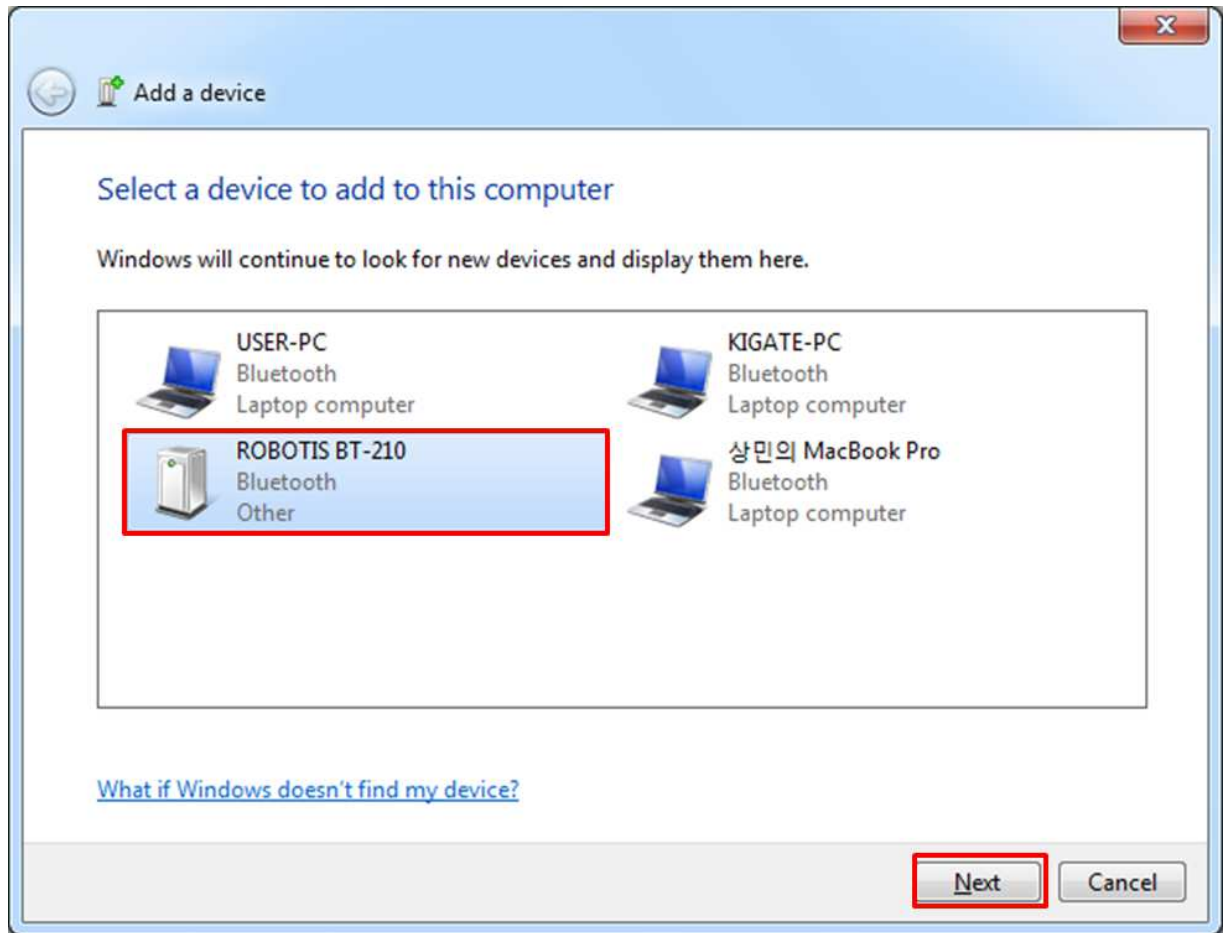 Add a device
Select a device to add to this computer
Windows will continue to look for new devices and display them here.
USER-PC
Bluetooth
Laptop computer
KIGATE-PC
Bluetooth
Laptop computer
ROBOTIS BT-210
Bluetooth
Other
상민의 MacBook Pro
Bluetooth
Laptop computer
What if Windows doesn't find my device?
Next
Cancel